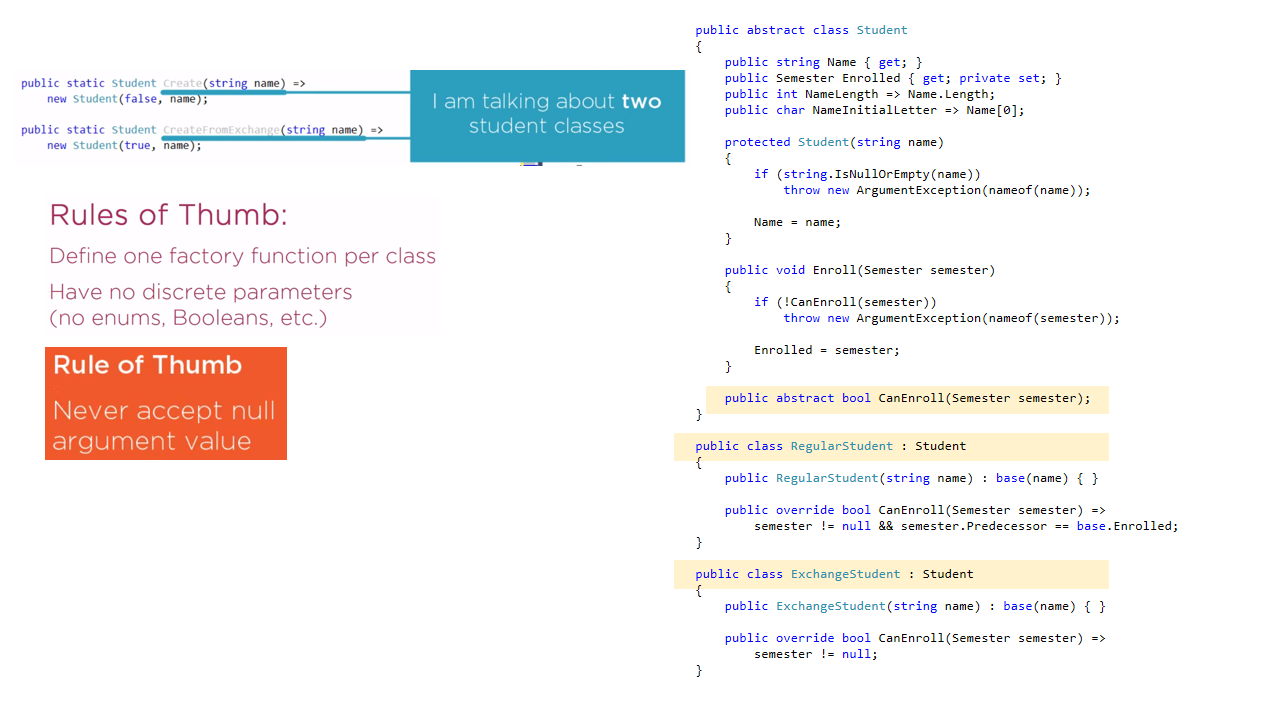 public static Student Create(string name) =>
    new Student(false, name);
public static Student CreateFromExchange(string name) =>
    new Student(true, name);
I am talking about two
student classes
Rules of Thumb:
Define one factory function per class
Have no discrete parameters
(no enums, Booleans, etc.)
Rule of Thumb
Never accept null
argument value
public abstract class Student
{
    public string Name { get; }
    public Semester Enrolled { get; private set; }
    public int NameLength => Name.Length;
    public char NameInitialLetter => Name[0];
    protected Student(string name)
    {
        if (string.IsNullOrEmpty(name))
            throw new ArgumentException(nameof(name));
        Name = name;
    }
    public void Enroll(Semester semester)
    {
        if (!CanEnroll(semester))
            throw new ArgumentException(nameof(semester));
        Enrolled = semester;
    }
    public abstract bool CanEnroll(Semester semester);
}
public class RegularStudent : Student
{
    public RegularStudent(string name) : base(name) { }
    public override bool CanEnroll(Semester semester) =>
        semester != null && semester.Predecessor == base.Enrolled;
}
public class ExchangeStudent : Student
{
    public ExchangeStudent(string name) : base(name) { }
    public override bool CanEnroll(Semester semester) =>
        semester != null;
}